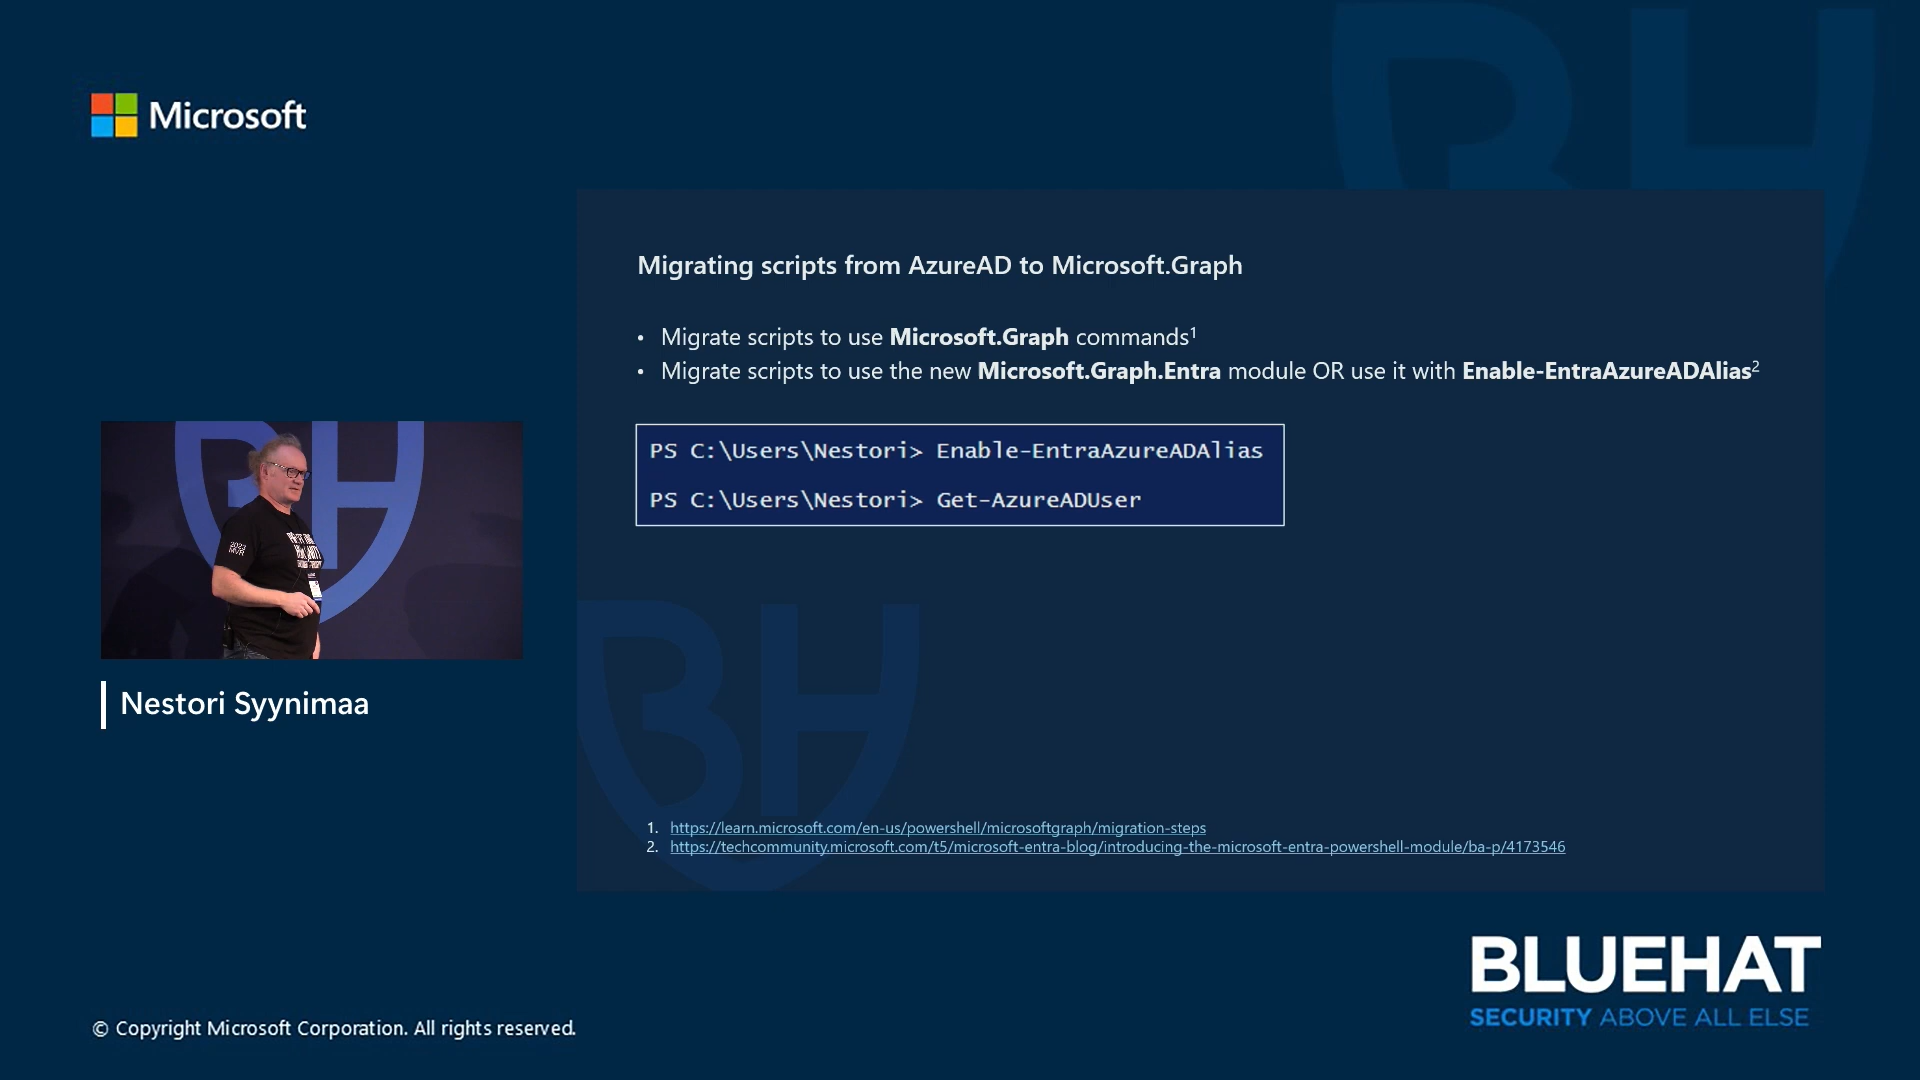 Microsoft
Migrating scripts from AzureAD to Microsoft.Graph
• Migrate scripts to use Microsoft.Graph commands¹
• Migrate scripts to use the new Microsoft.Graph.Entra module OR use it with Enable-EntraAzureADAlias²
PS C:\Users\Nestori> Enable-EntraAzureADAlias
PS C:\Users\Nestori> Get-AzureADUser
BH
2023
MVR
Nestori Syynimaa
BH
1. https://learn.microsoft.com/en-us/powershell/microsoftgraph/migration-steps
2. https://techcommunity.microsoft.com/t5/microsoft-entra-blog/introducing-the-microsoft-entra-powershell-module/ba-p/4173546
BLUEHAT
SECURITY ABOVE ALL ELSE
© Copyright Microsoft Corporation. All rights reserved.